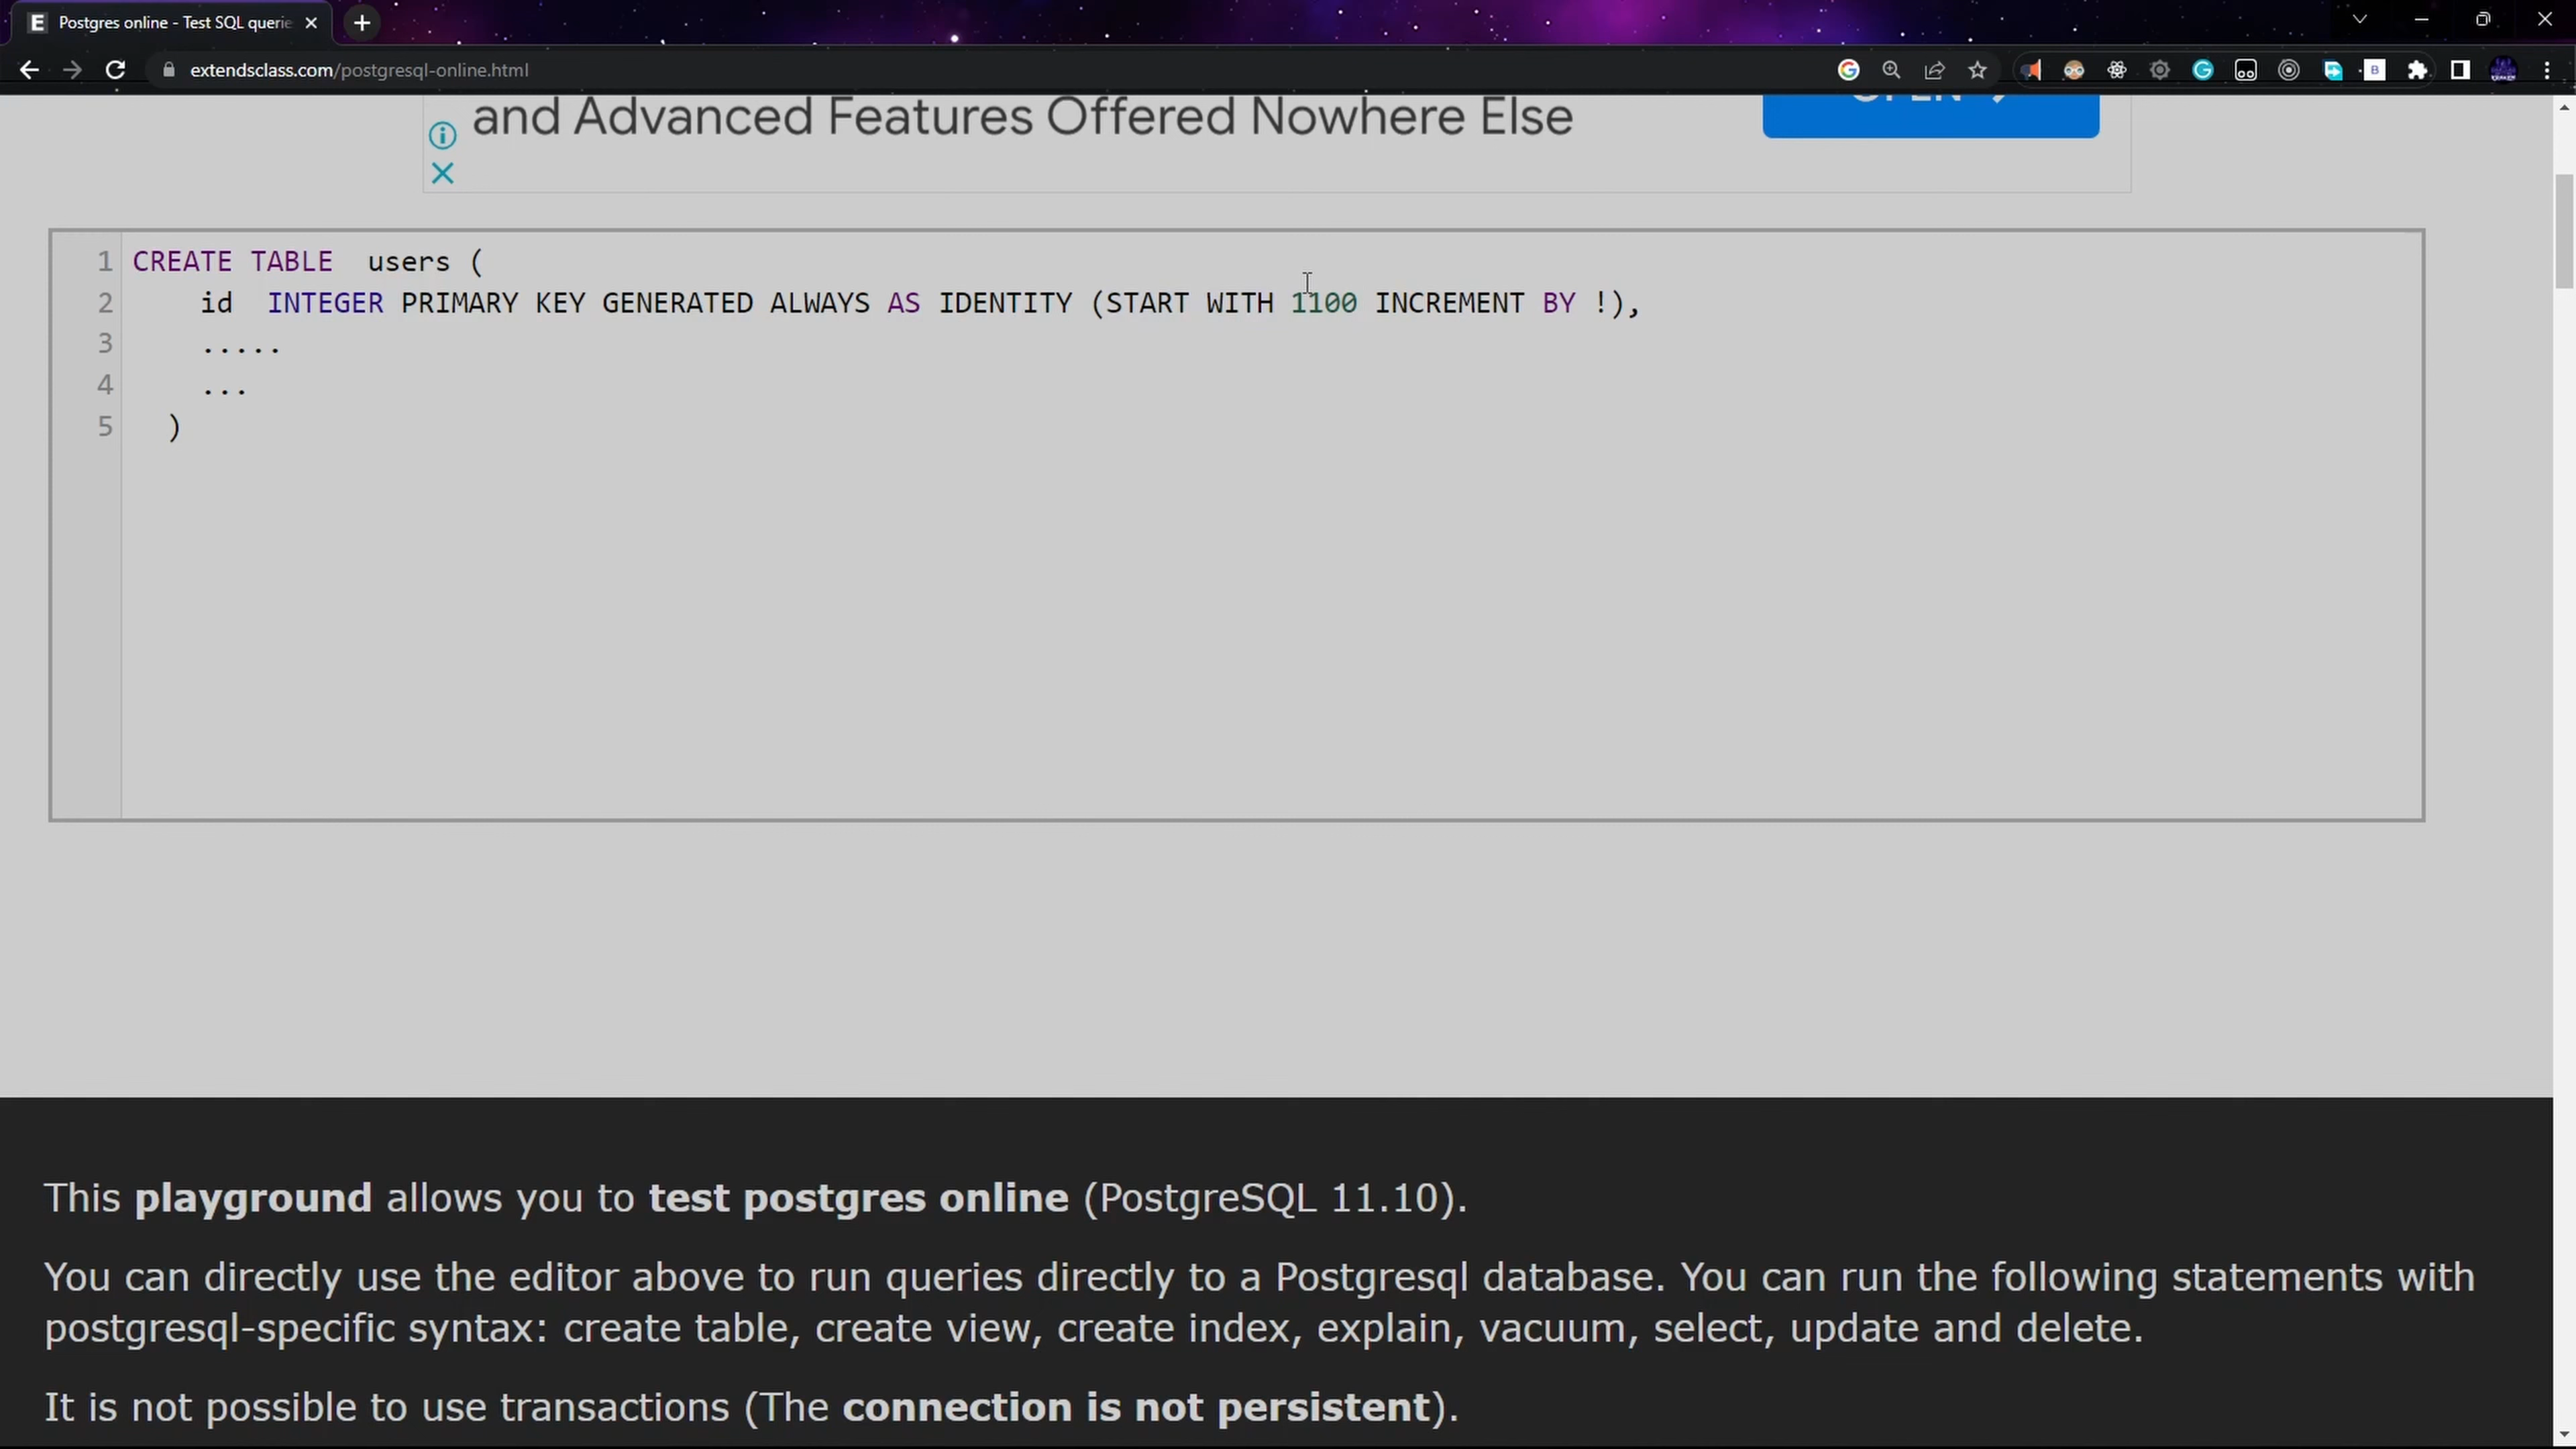 E Postgres online - Test SQL querie
extendsclass.com/postgresql-online.html
and Advanced Features Offered Nowhere Else
OPEN
1 CREATE TABLE  users (
2 id  INTEGER PRIMARY KEY GENERATED ALWAYS AS IDENTITY (START WITH 1100 INCREMENT BY !),
3 .....
4 ...
5 )
This playground allows you to test postgres online (PostgreSQL 11.10).
You can directly use the editor above to run queries directly to a Postgresql database. You can run the following statements with
postgresql-specific syntax: create table, create view, create index, explain, vacuum, select, update and delete.
It is not possible to use transactions (The connection is not persistent).